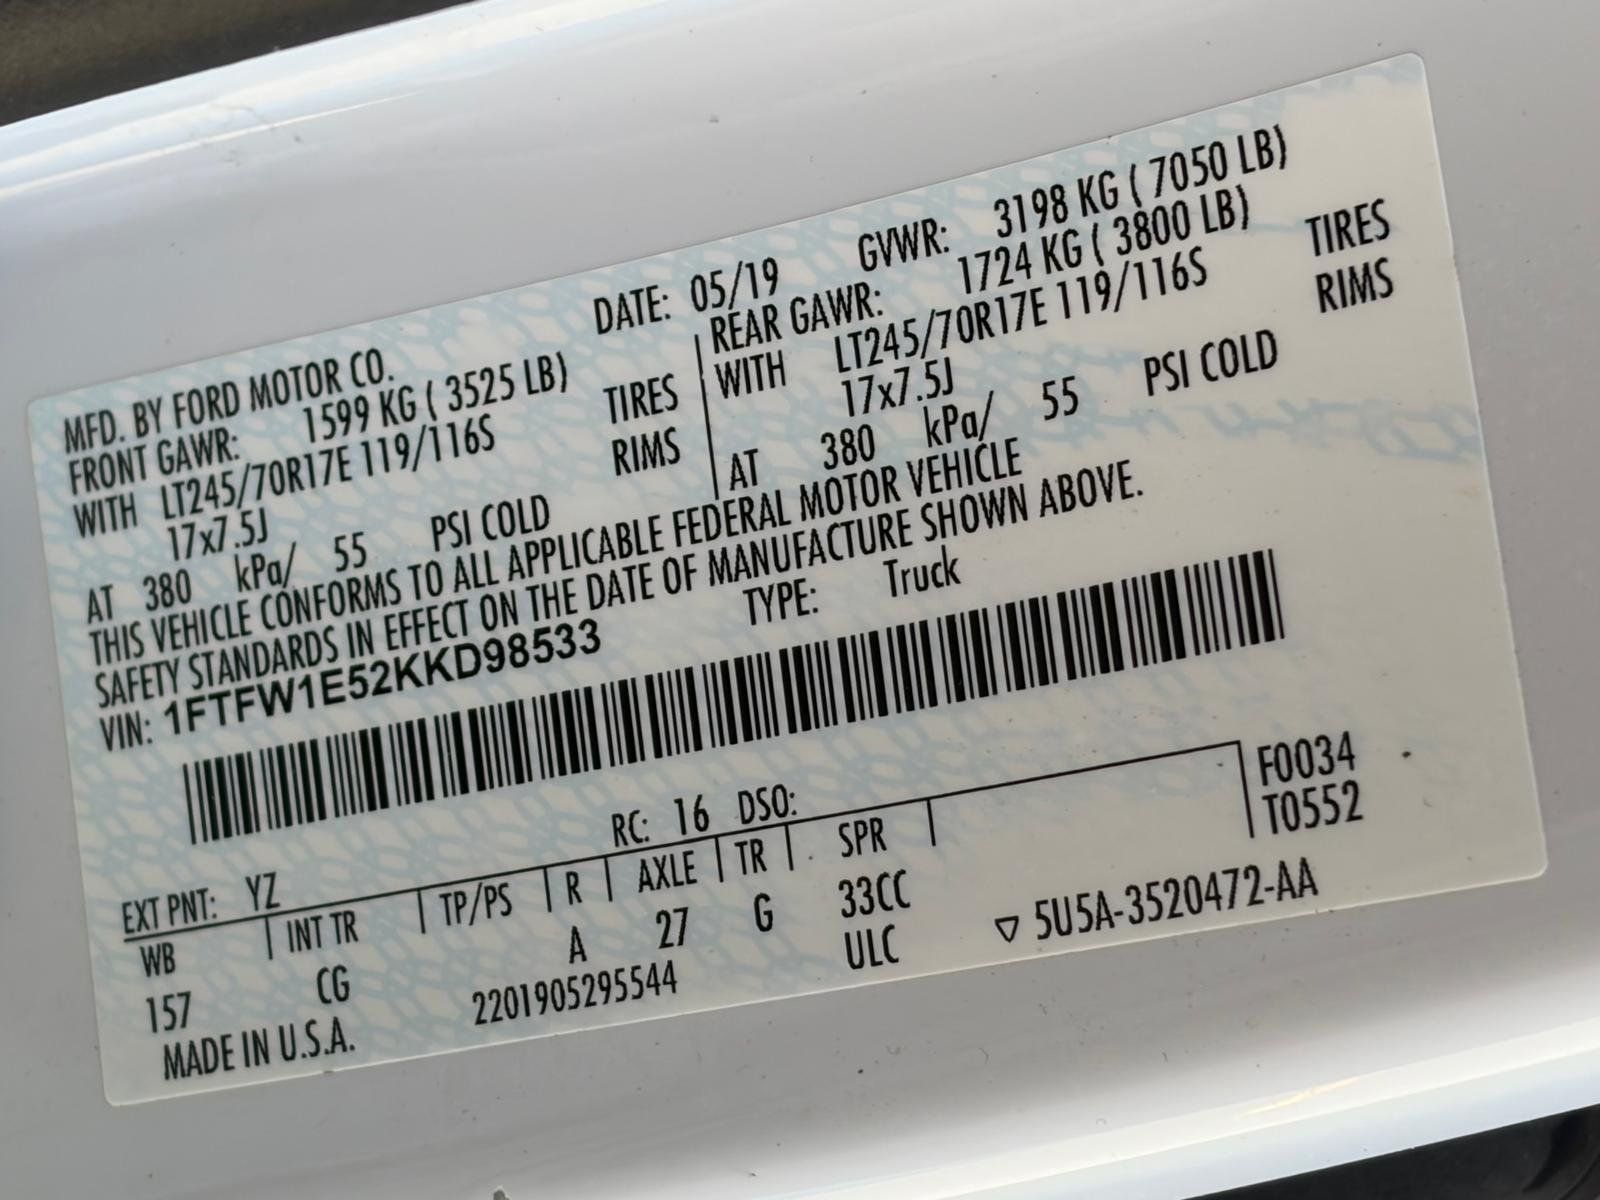 MFD. BY FORD MOTOR CO.
DATE: 05/19
GVWR: 3198 KG ( 7050 LB)
FRONT GAWR: 1599 KG ( 3525 LB)
WITH LT245/70R17E 119/116S TIRES
17x7.5J RIMS
AT 380 kPa/ 55 PSI COLD
REAR GAWR: 1724 KG ( 3800 LB)
WITH LT245/70R17E 119/116S TIRES
17x7.5J RIMS
AT 380 kPa/ 55 PSI COLD
THIS VEHICLE CONFORMS TO ALL APPLICABLE FEDERAL MOTOR VEHICLE
SAFETY STANDARDS IN EFFECT ON THE DATE OF MANUFACTURE SHOWN ABOVE.
VIN: 1FTFW1E52KKD98533
TYPE: Truck
EXT PNT: YZ RC: 16 DSO:
F0034
T0552
WB INT TR TP/PS R AXLE TR SPR
157 CG A 27 G 33CC
ULC
MADE IN U.S.A. 2201905295544
▽ 5U5A-3520472-AA